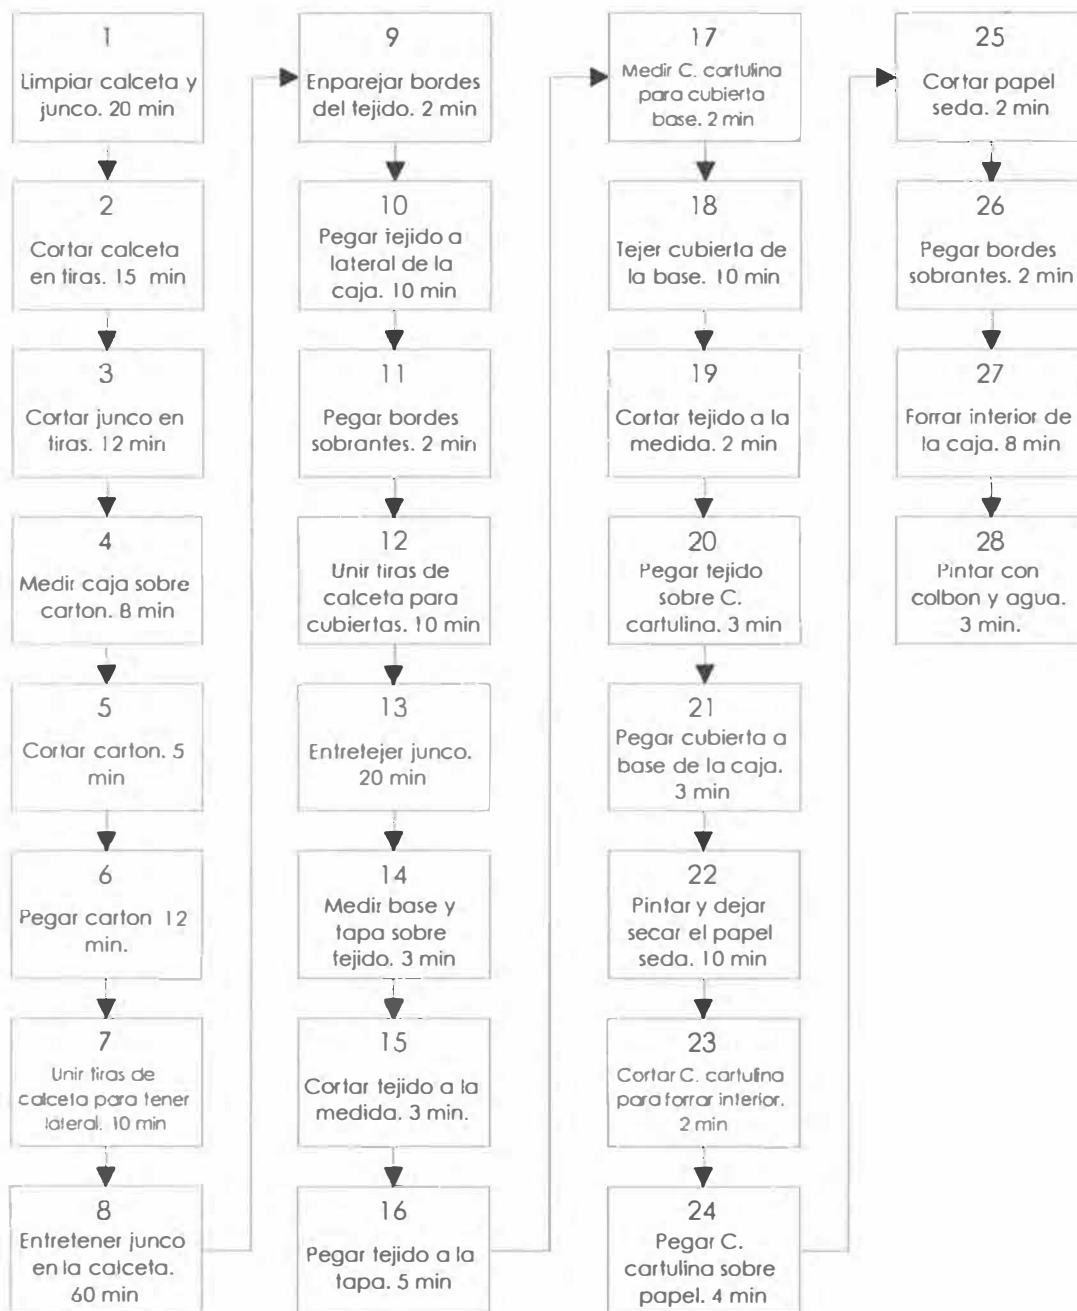 1
Limpiar calceta y
junco. 20 min
2
Cortar calceta
en tiras. 15 min
3
Cortar junco en
tiras. 12 min
4
Medir caja sobre
carton. 8 min
5
Cortar carton. 5
min
6
Pegar carton 12
min.
7
Unir tiras de
calceta para tener
lateral. 10 min
8
Entretener junco
en la calceta.
60 min
9
Enparejar bordes
del tejido. 2 min
10
Pegar tejido a
lateral de la
caja. 10 min
11
Pegar bordes
sobrantes. 2 min
12
Unir tiras de
calceta para
cubiertas. 10 min
13
Entretejer junco.
20 min
14
Medir base y
tapa sobre
tejido. 3 min
15
Cortar tejido a la
medida. 3 min.
16
Pegar tejido a la
tapa. 5 min
17
Medir C. cartulina
para cubierta
base. 2 min
18
Tejer cubierta de
la base. 10 min
19
Cortar tejido a la
medida. 2 min
20
Pegar tejido
sobre C.
cartulina. 3 min
21
Pegar cubierta a
base de la caja.
3 min
22
Pintar y dejar
secar el papel
seda. 10 min
23
Cortar C. cartulina
para forrar interior.
2 min
24
Pegar C.
cartulina sobre
papel. 4 min
25
Cortar papel
seda. 2 min
26
Pegar bordes
sobrantes. 2 min
27
Forrar interior de
la caja. 8 min
28
Pintar con
colbon y agua.
3 min.